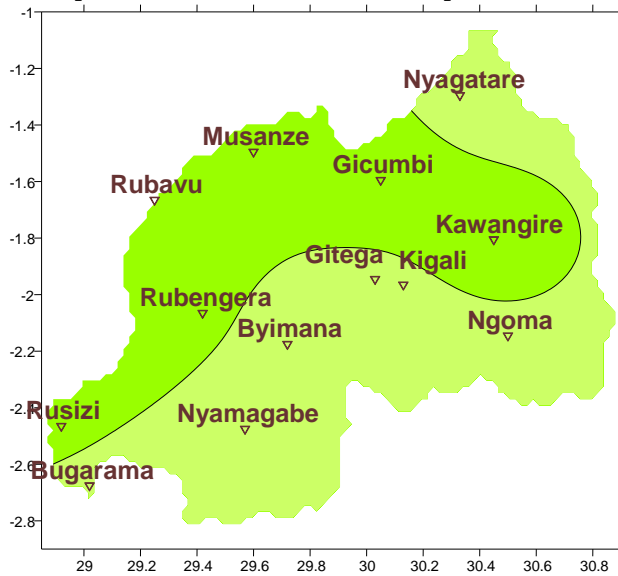 -1
Nyagatare
-1.2
-1.4
Musanze
Gicumbi
-1.6
Rubavu
Kawangire
-1.8
Gitega
Kigali
-2
Rubengera
Byimana
Ngoma
-2.2
-2.4
Rusizi
Nyamagabe
-2.6
Bugarama
-2.8
29 29.2 29.4 29.6 29.8 30 30.2 30.4 30.6 30.8